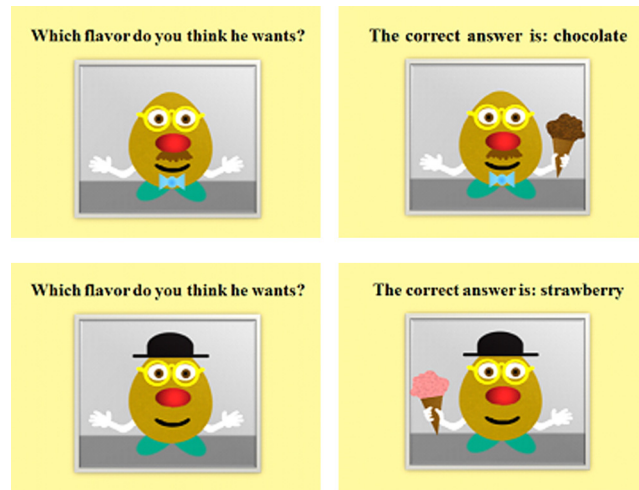 Which flavor do you think he wants?
The correct answer is: chocolate
Which flavor do you think he wants?
The correct answer is: strawberry